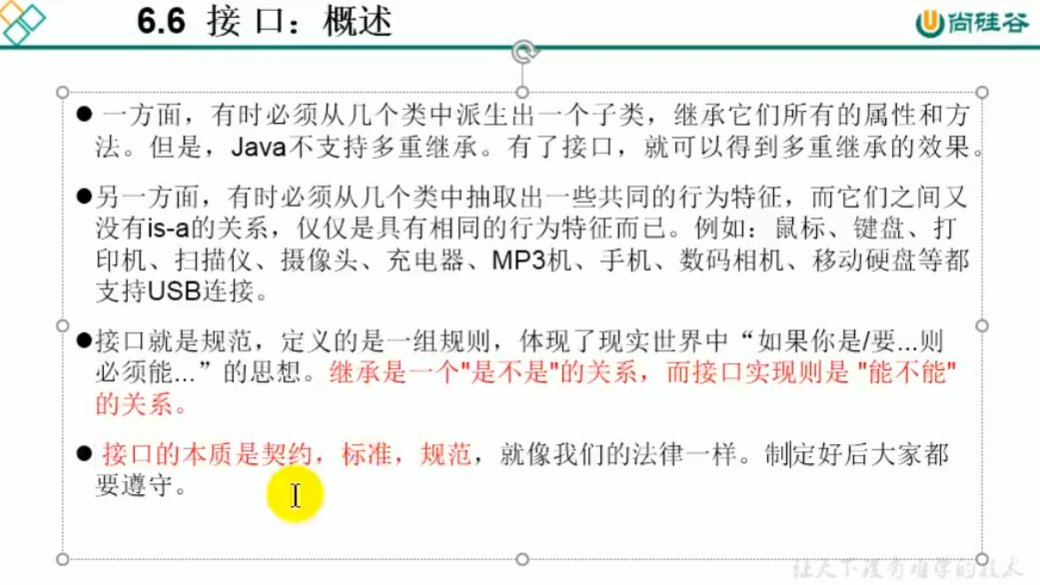 6.6 接 口：概述
尚硅谷
● 一方面，有时必须从几个类中派生出一个子类，继承它们所有的属性和方
法。但是，Java不支持多重继承。有了接口，就可以得到多重继承的效果。
●另一方面，有时必须从几个类中抽取出一些共同的行为特征，而它们之间又
没有is-a的关系，仅仅是具有相同的行为特征而已。例如：鼠标、键盘、打
印机、扫描仪、摄像头、充电器、MP3机、手机、数码相机、移动硬盘等都
支持USB连接。
●接口就是规范，定义的是一组规则，体现了现实世界中“如果你是/要...则
必须能...”的思想。继承是一个"是不是"的关系，而接口实现则是 "能不能"
的关系。
● 接口的本质是契约，标准，规范，就像我们的法律一样。制定好后大家都
要遵守。
让天下没有难学的技术